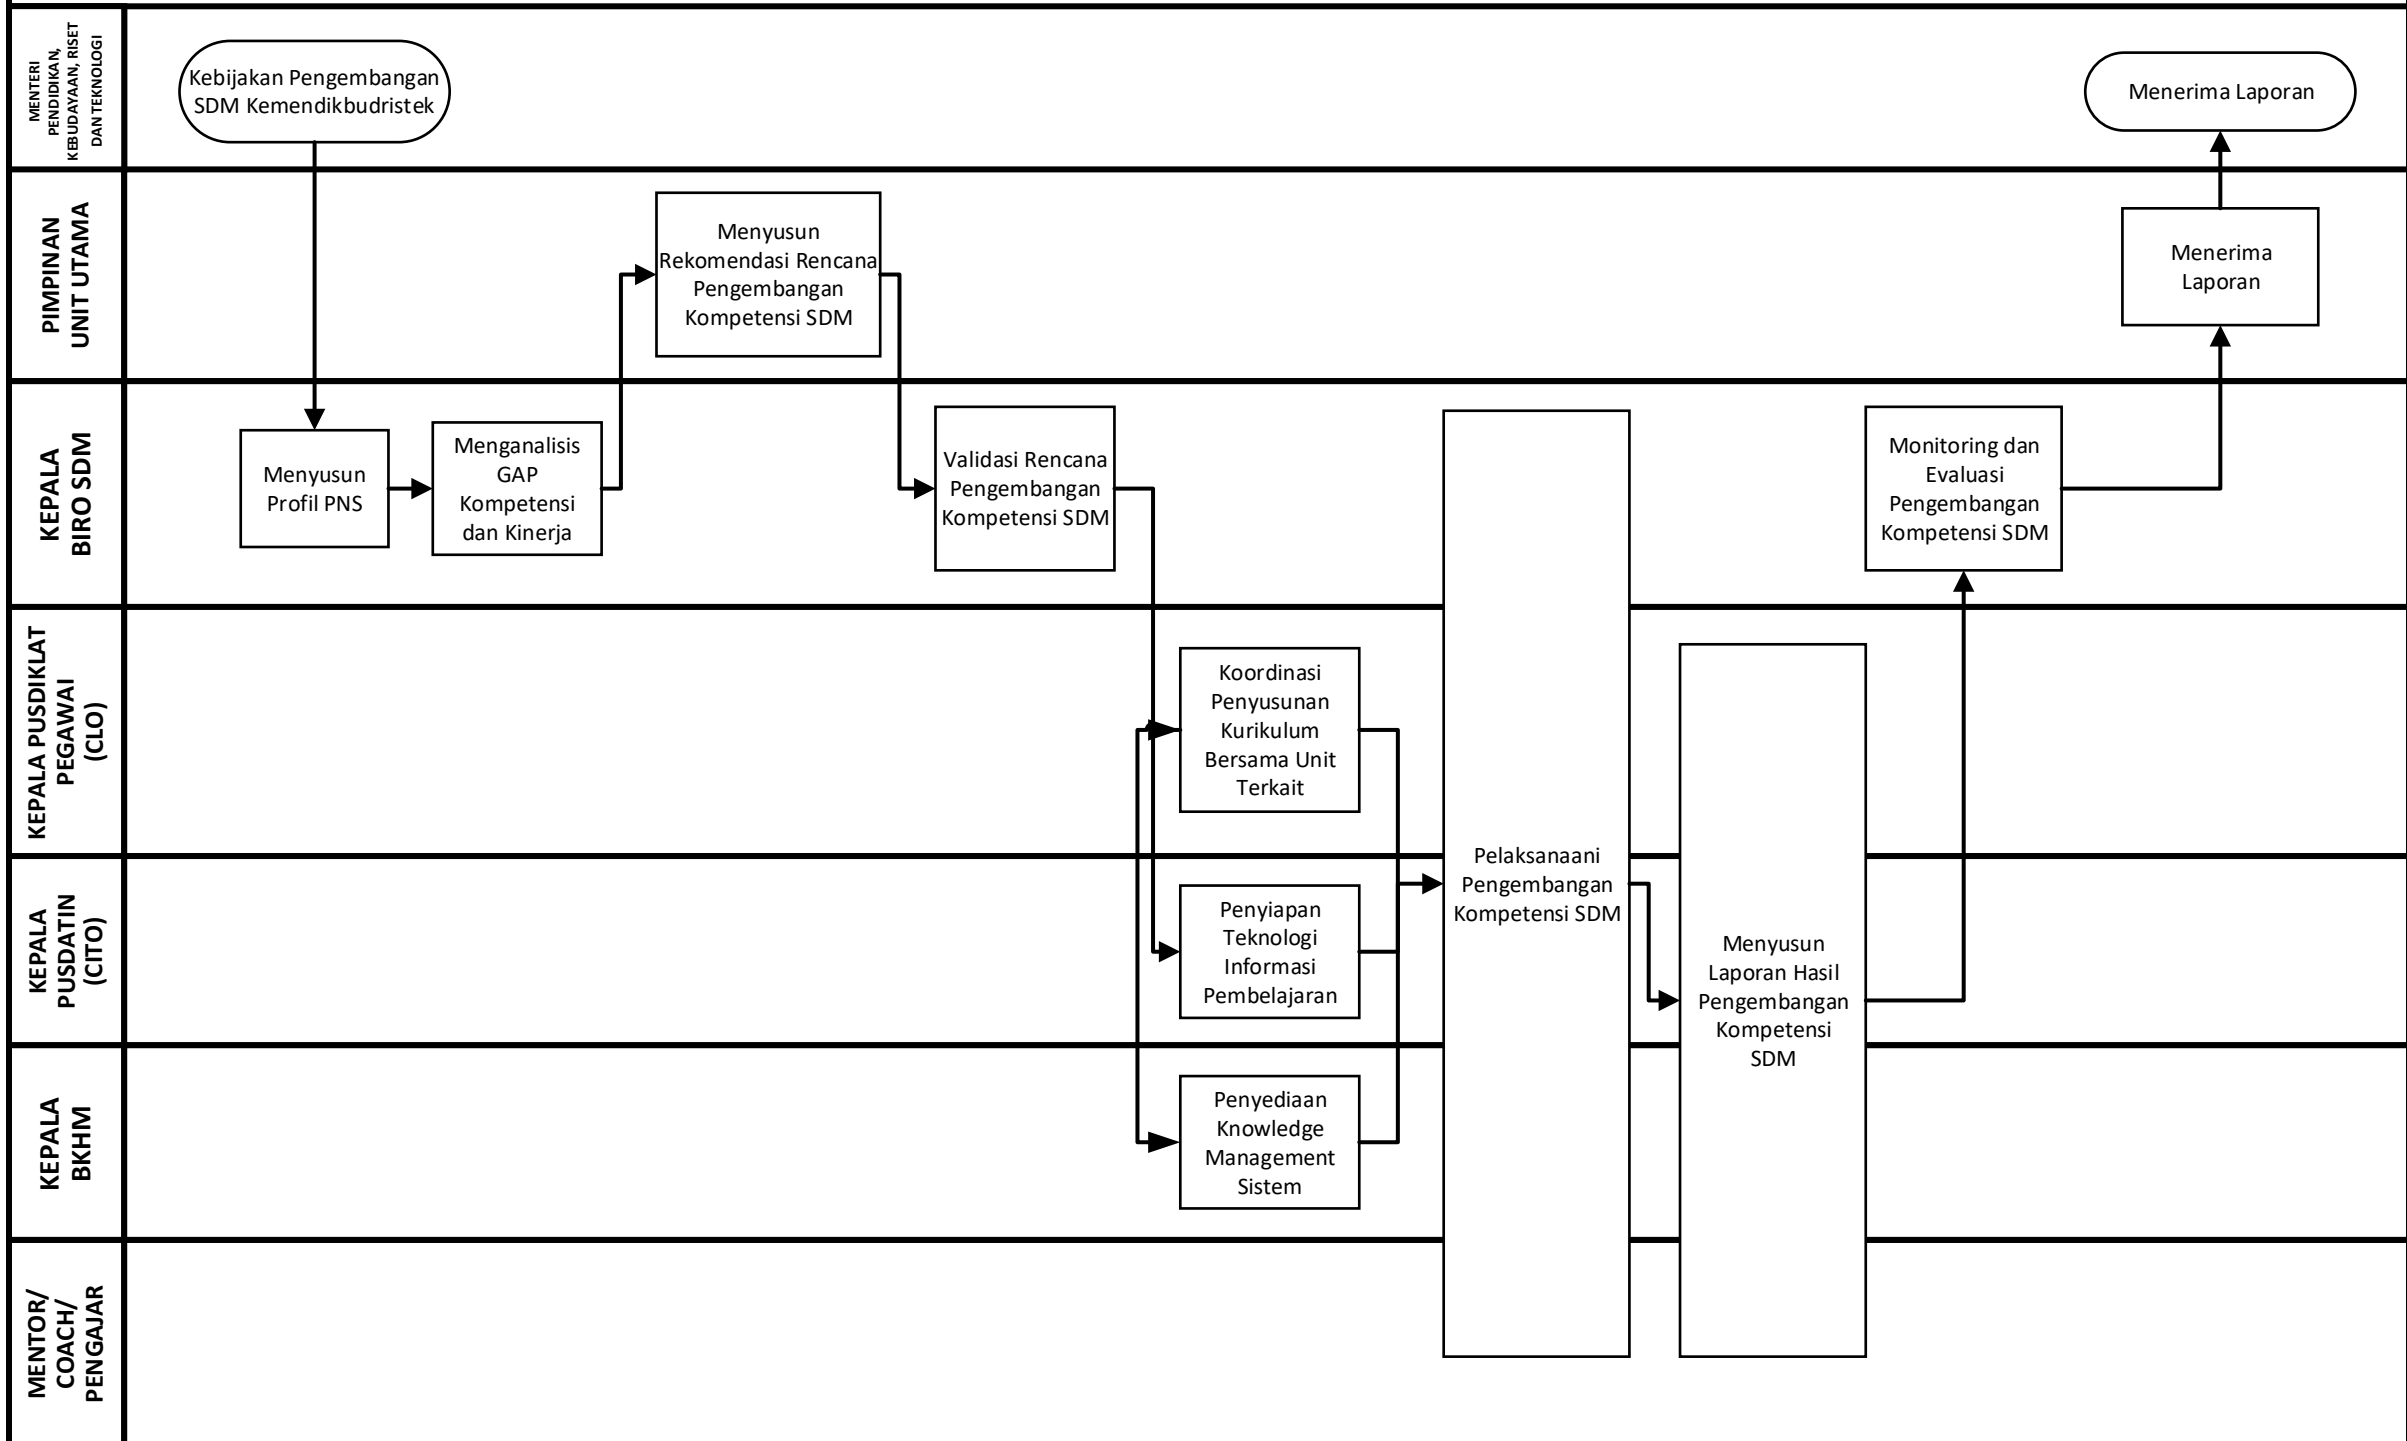 MENTERI
PENDIDIKAN,
KEBUDAYAAN, RISET
DAN TEKNOLOGI
Kebijakan Pengembangan
SDM Kemendikbudristek
Menerima Laporan
PIMPINAN
UNIT UTAMA
Menyusun
Rekomendasi Rencana
Pengembangan
Kompetensi SDM
Menerima
Laporan
KEPALA
BIRO SDM
Menyusun
Profil PNS
Menganalisis
GAP
Kompetensi
dan Kinerja
Validasi Rencana
Pengembangan
Kompetensi SDM
Monitoring dan
Evaluasi
Pengembangan
Kompetensi SDM
KEPALA PUSDIKLAT
PEGAWAI
(CLO)
Koordinasi
Penyusunan
Kurikulum
Bersama Unit
Terkait
KEPALA
PUSDATIN
(CITO)
Penyiapan
Teknologi
Informasi
Pembelajaran
Pelaksanaani
Pengembangan
Kompetensi SDM
Menyusun
Laporan Hasil
Pengembangan
Kompetensi
SDM
KEPALA
BKHM
Penyediaan
Knowledge
Management
Sistem
MENTOR/
COACH/
PENGAJAR